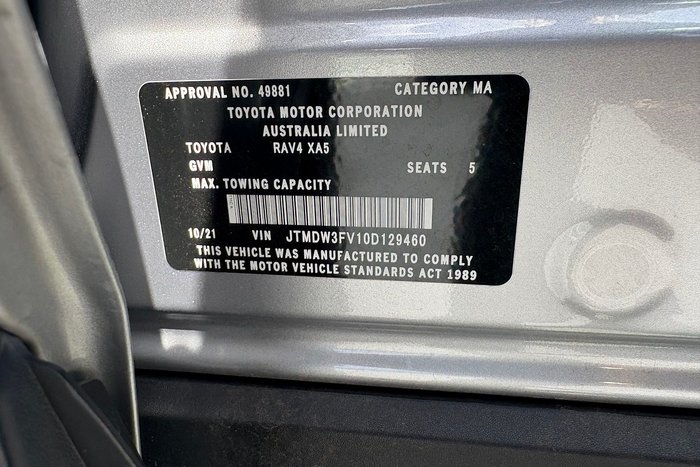 APPROVAL NO. 49881 CATEGORY MA
TOYOTA MOTOR CORPORATION
AUSTRALIA LIMITED
TOYOTA RAV4 XA5
GVM SEATS 5
MAX. TOWING CAPACITY
10/21 VIN JTMDW3FV10D129460
THIS VEHICLE WAS MANUFACTURED TO COMPLY
WITH THE MOTOR VEHICLE STANDARDS ACT 1989